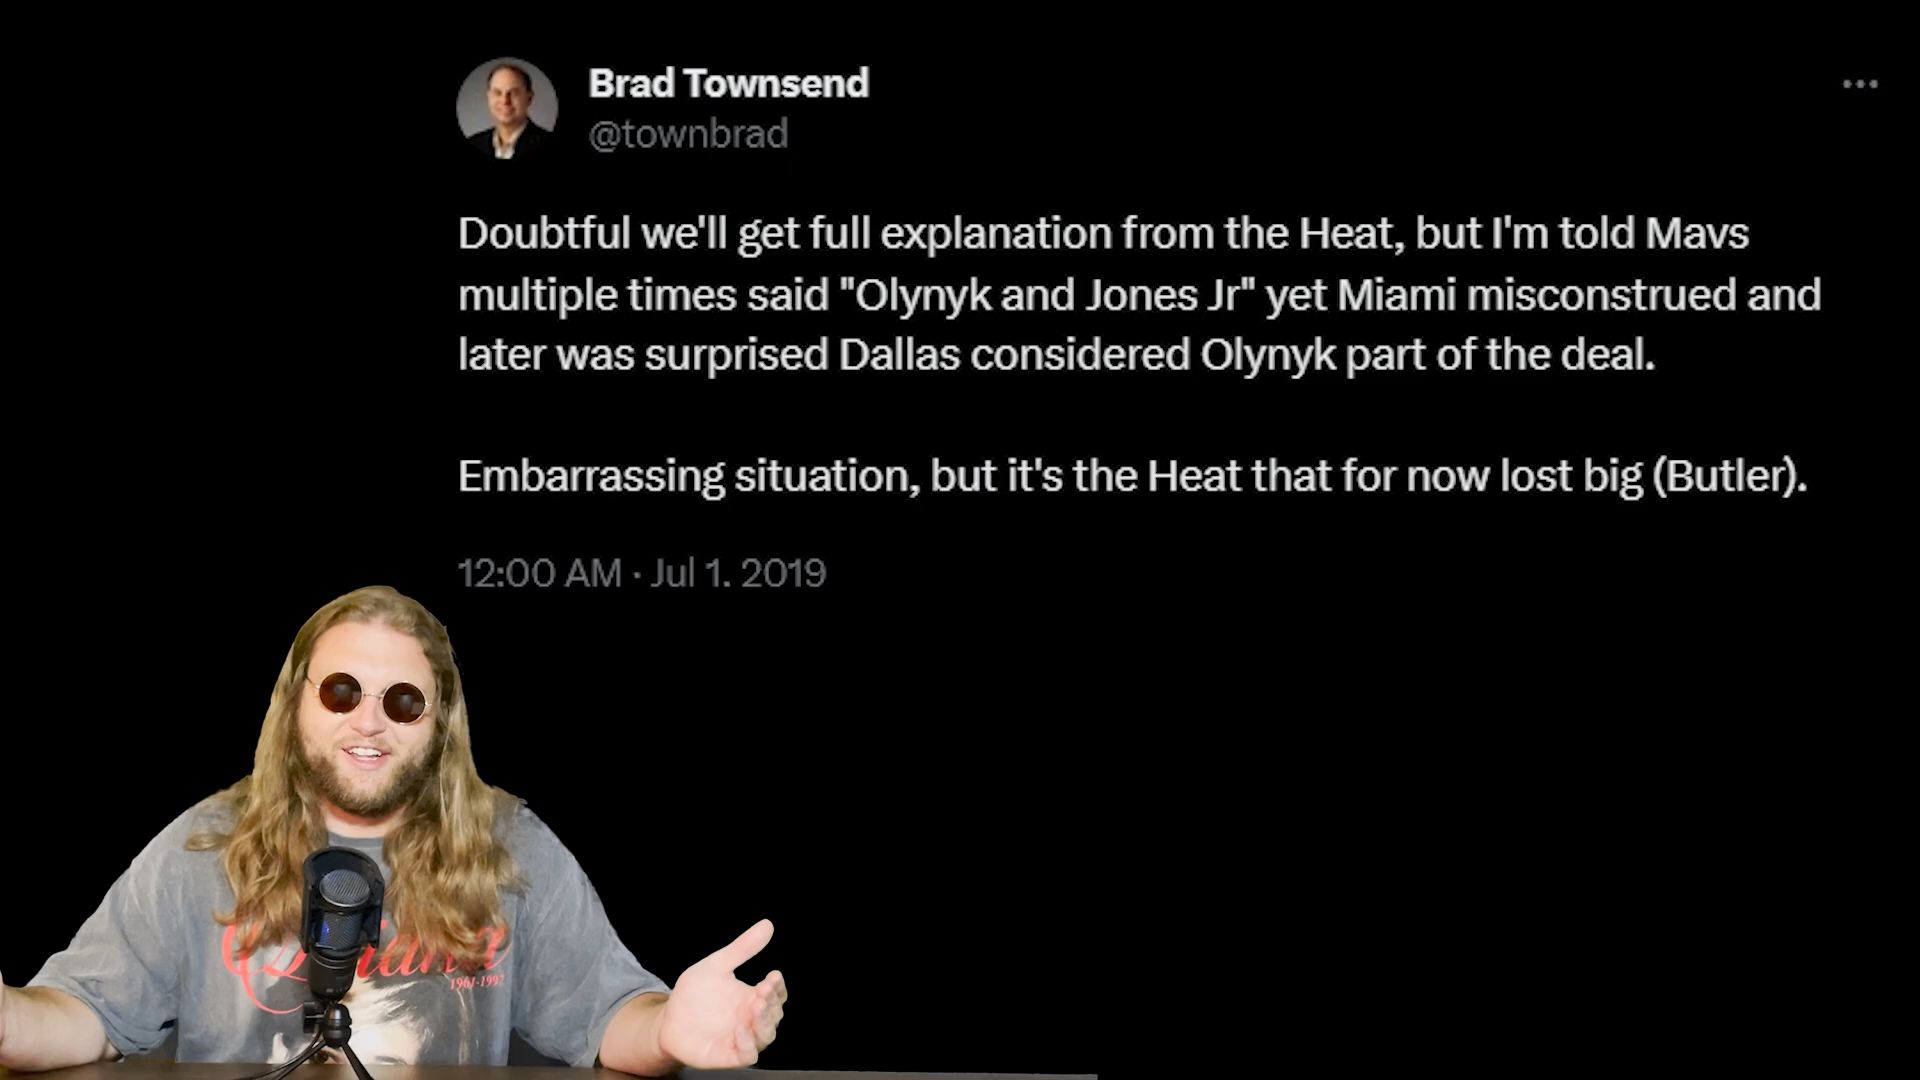 Brad Townsend
@townbrad
Doubtful we'll get full explanation from the Heat, but I'm told Mavs
multiple times said "Olynyk and Jones Jr" yet Miami misconstrued and
later was surprised Dallas considered Olynyk part of the deal.
Embarrassing situation, but it's the Heat that for now lost big (Butler).
12:00 AM · Jul 1. 2019
1961-1997